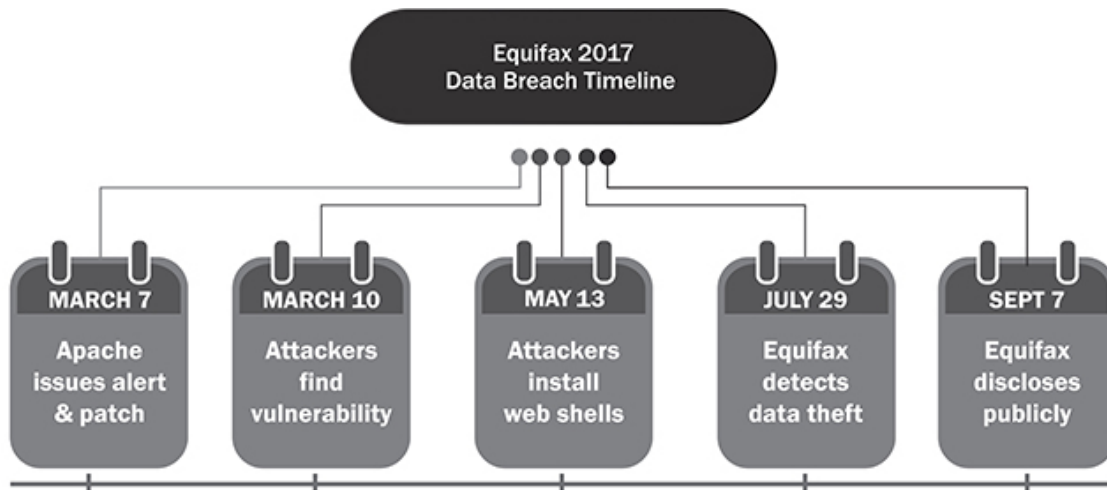 Equifax 2017
Data Breach Timeline
MARCH 7
Apache
issues alert
& patch
MARCH 10
Attackers
find
vulnerability
MAY 13
Attackers
install
web shells
JULY 29
Equifax
detects
data theft
SEPT 7
Equifax
discloses
publicly